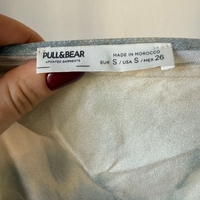 PULL&BEAR
UPDATED GARMENTS
MADE IN MOROCCO
EUR S / USA S / MEX 26